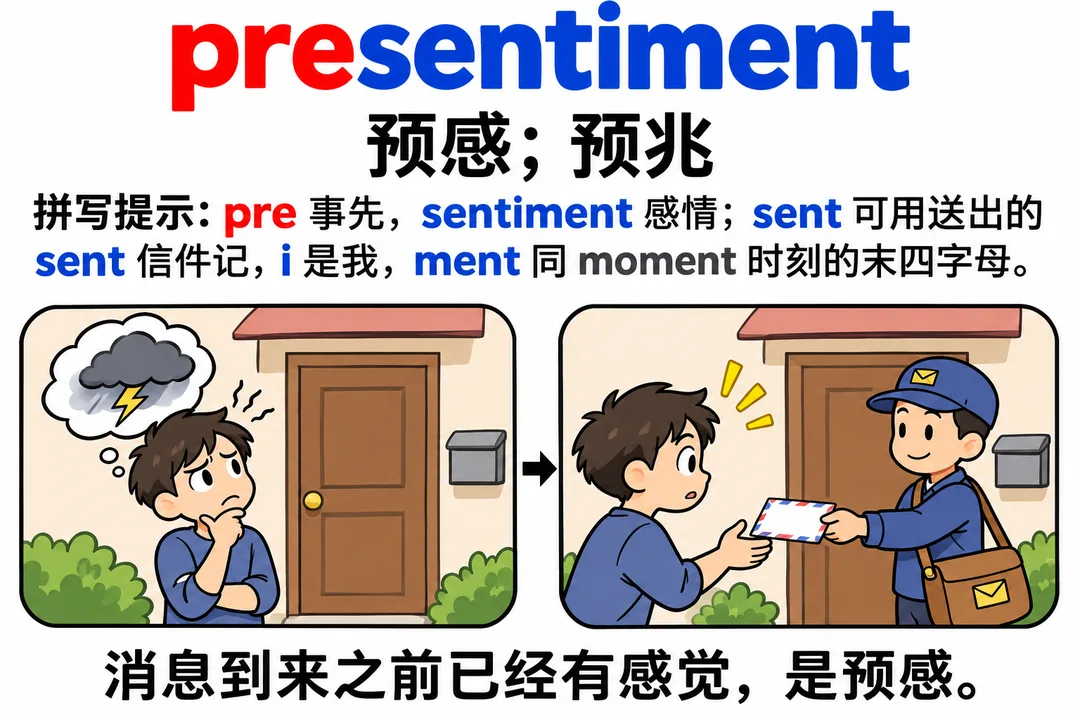 presentiment
预感；预兆
拼写提示：pre 事先，sentiment 感情；sent 可用送出的
sent 信件记，i 是我，ment 同 moment 时刻的末四字母。
消息到来之前已经有感觉，是预感。